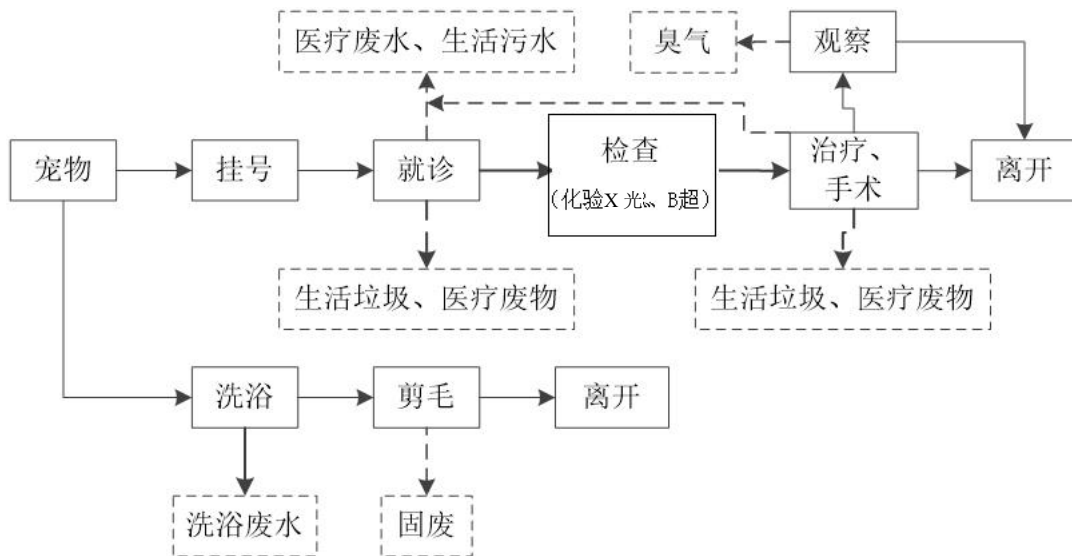 医疗废水、生活污水
臭气
观察
宠物
挂号
就诊
检查
（化验X 光、B超）
治疗、
手术
离开
生活垃圾、医疗废物
生活垃圾、医疗废物
洗浴
剪毛
离开
洗浴废水
固废